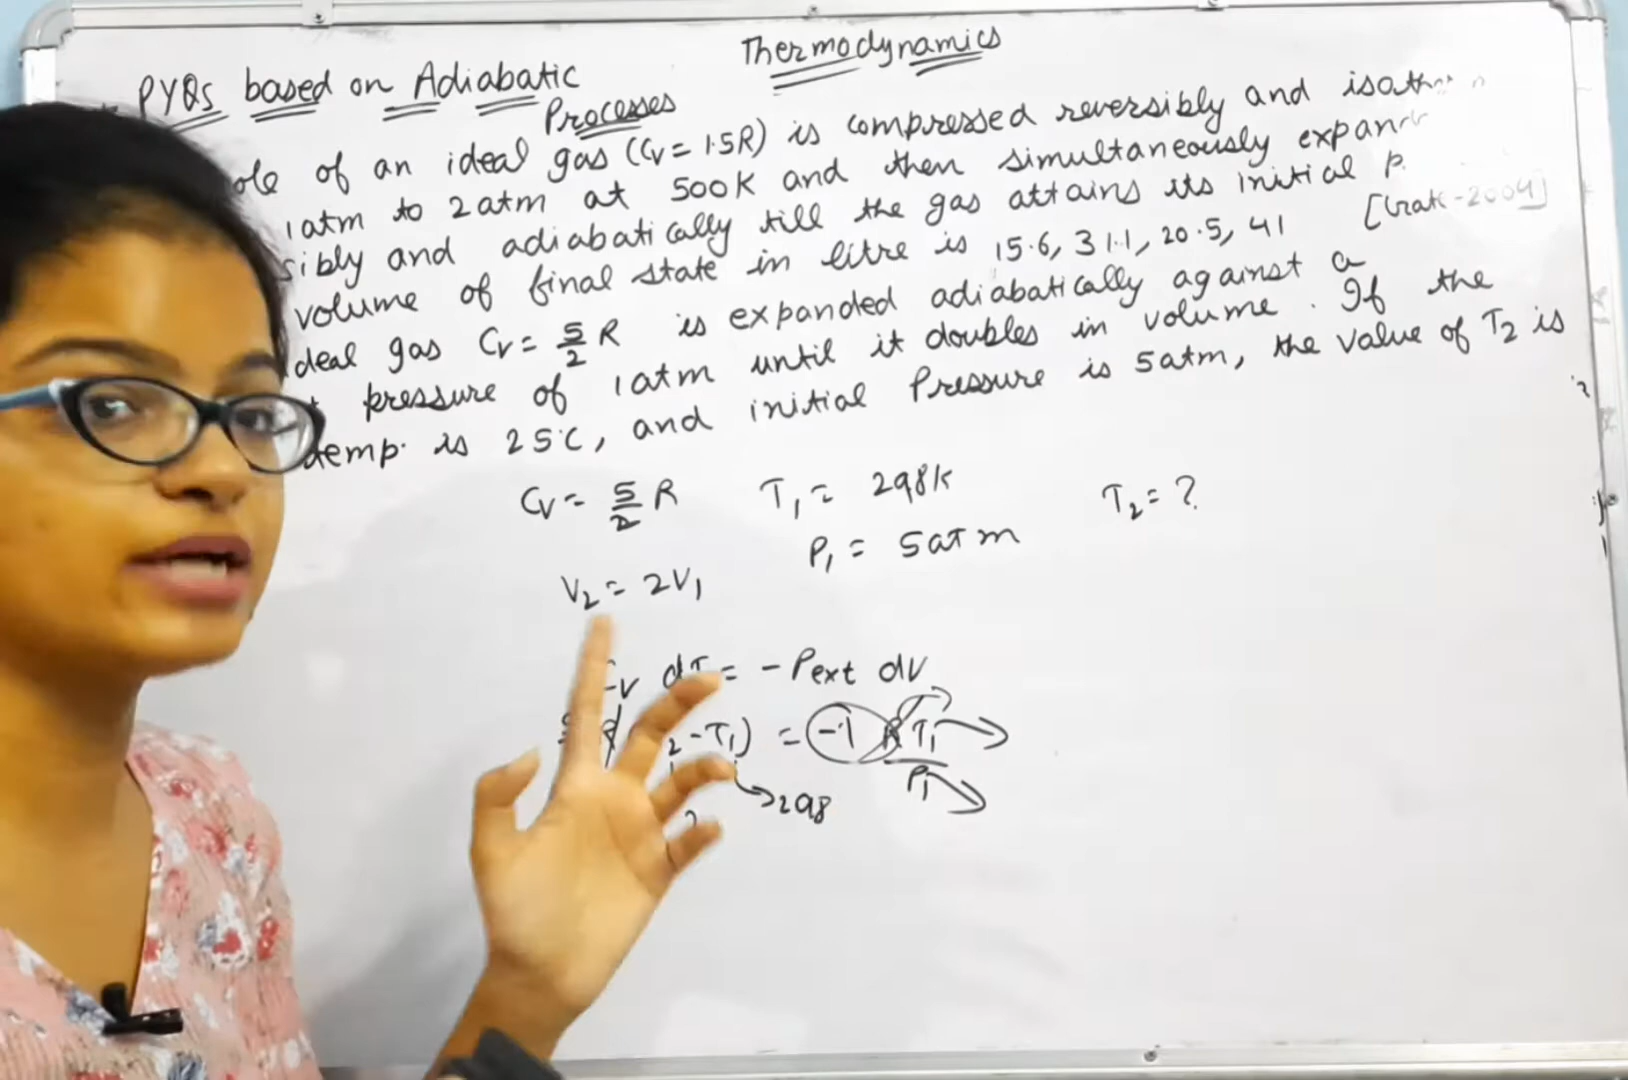 Thermodynamics
PYQs based on Adiabatic
Processes
of an ideal gas (Cv = 1.5R) is compressed reversibly and
1atm to 2atm at 500K and then simultaneously
and adiabatically till the gas attains its initial
volume of final state in litre is 15.6, 31.1, 20.5, 41
gas Cv = 5/2 R is expanded adiabatically against a
pressure of 1atm until it doubles in volume. If the
temp. is 25°C, and initial Pressure is 5atm, the value of T2 is
Cv = 5/2 R T1 = 298K T2 = ?
P1 = 5atm
V2 = 2V1
dT = - Pext dV
- T1) = -1 RT1
P1
298